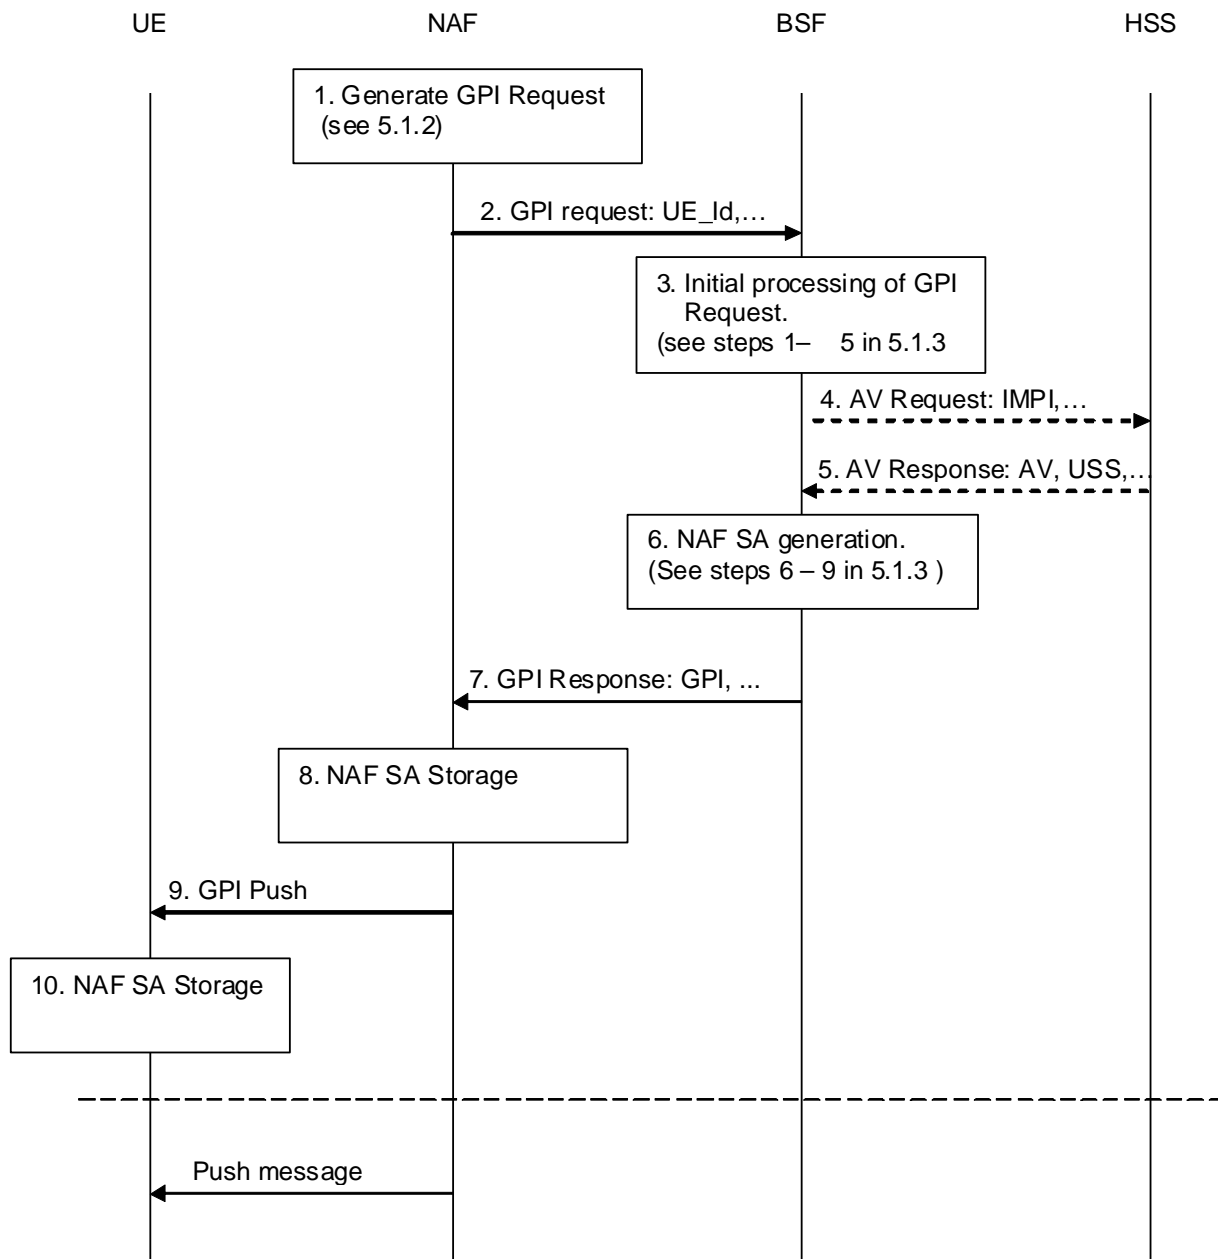 UE NAF BSF HSS
1. Generate GPI Request
(see 5.1.2)
2. GPI request: UE_Id,…
3. Initial processing of GPI
Request.
(see steps 1– 5 in 5.1.3
4. AV Request: IMPI,…
5. AV Response: AV, USS,…
6. NAF SA generation.
(See steps 6 – 9 in 5.1.3 )
7. GPI Response: GPI, ...
8. NAF SA Storage
9. GPI Push
10. NAF SA Storage
Push message